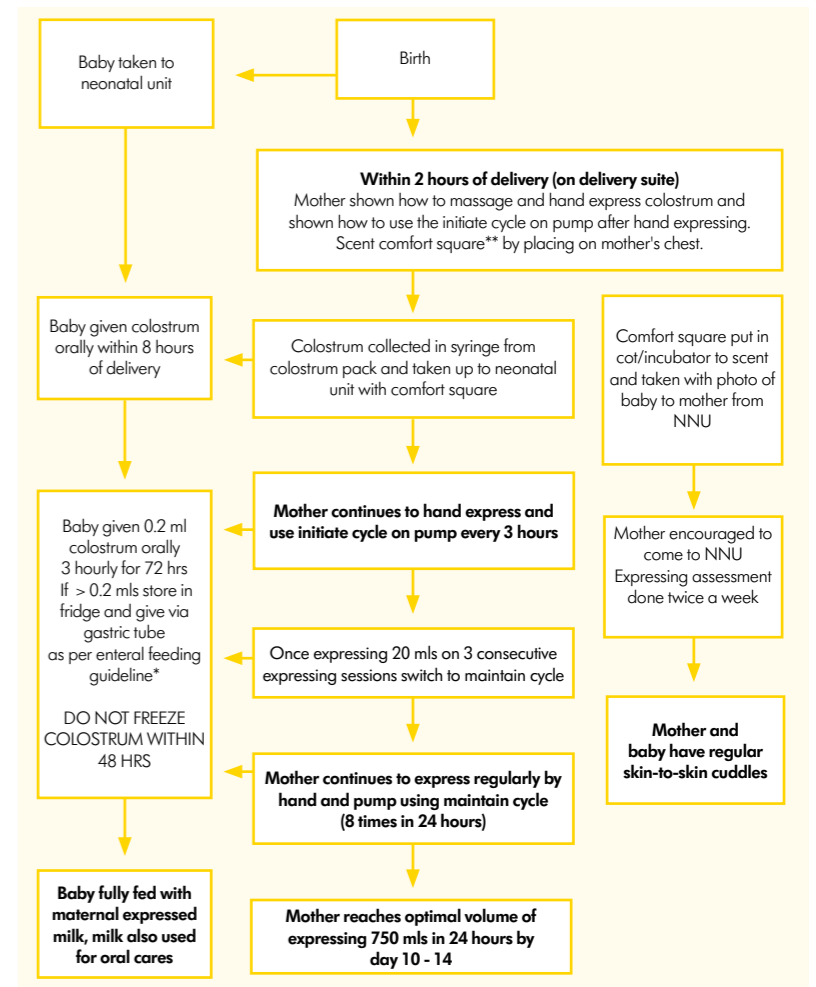 Baby taken to
neonatal unit
Birth
Within 2 hours of delivery (on delivery suite)
Mother shown how to massage and hand express colostrum and
shown how to use the initiate cycle on pump after hand expressing.
Scent comfort square** by placing on mother's chest.
Baby given colostrum
orally within 8 hours
of delivery
Colostrum collected in syringe from
colostrum pack and taken up to neonatal
unit with comfort square
Comfort square put in
cot/incubator to scent
and taken with photo of
baby to mother from
NNU
Baby given 0.2 ml
colostrum orally
3 hourly for 72 hrs
If > 0.2 mls store in
fridge and give via
gastric tube
as per enteral feeding
guideline*
DO NOT FREEZE
COLOSTRUM WITHIN
48 HRS
Mother continues to hand express and
use initiate cycle on pump every 3 hours
Mother encouraged to
come to NNU
Expressing assessment
done twice a week
Once expressing 20 mls on 3 consecutive
expressing sessions switch to maintain cycle
Mother and
baby have regular
skin-to-skin cuddles
Mother continues to express regularly by
hand and pump using maintain cycle
(8 times in 24 hours)
Baby fully fed with
maternal expressed
milk, milk also used
for oral cares
Mother reaches optimal volume of
expressing 750 mls in 24 hours by
day 10 - 14